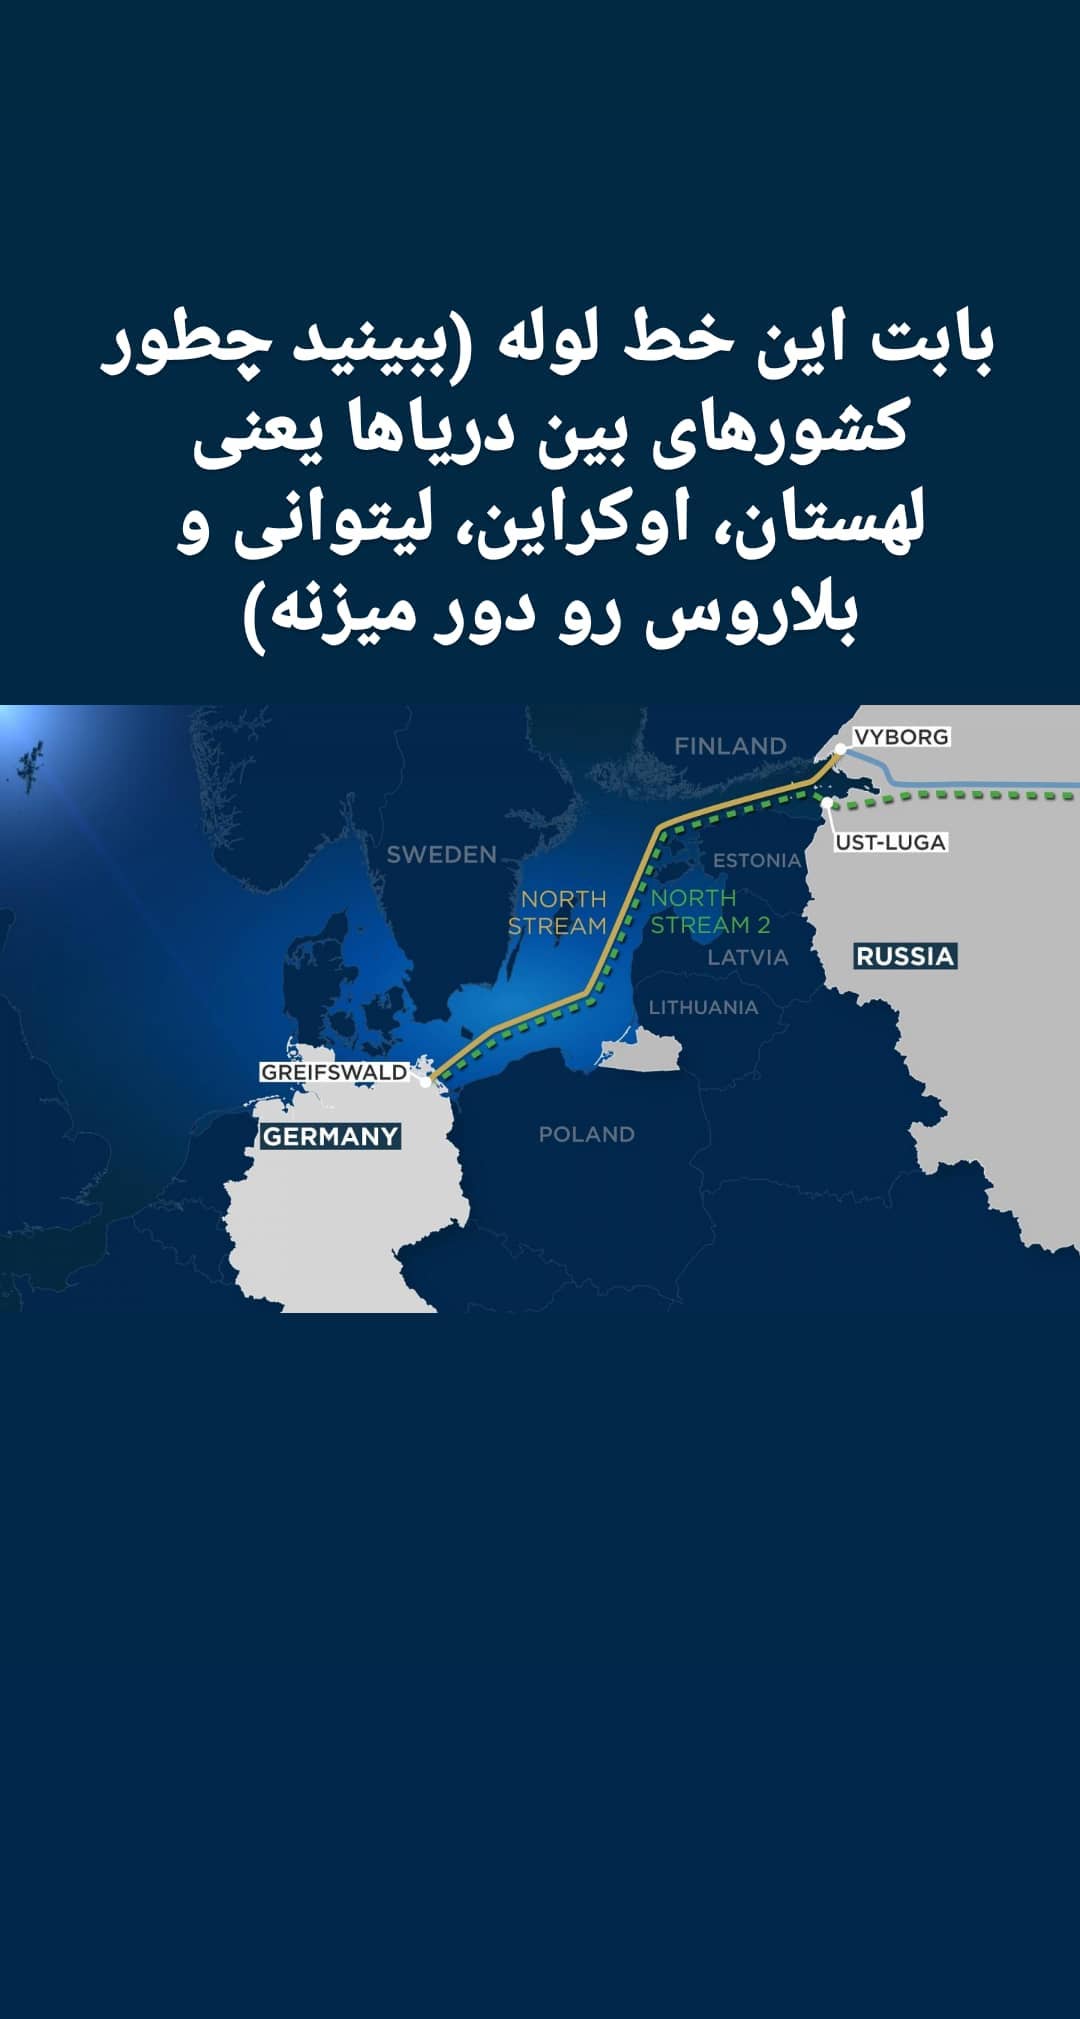 بابت این خط لوله (ببینید چطور
کشورهای بین دریاها یعنی
لهستان، اوکراین، لیتوانی و
بلاروس رو دور میزنه)
VYBORG
FINLAND
UST-LUGA
SWEDEN
ESTONIA
NORTH
STREAM
NORTH
STREAM 2
LATVIA
RUSSIA
LITHUANIA
GREIFSWALD
GERMANY
POLAND